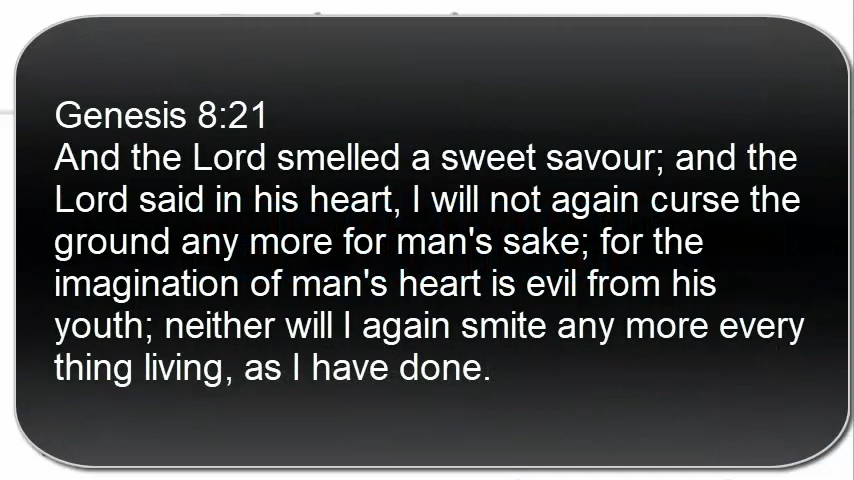 Genesis 8:21
And the Lord smelled a sweet savour; and the
Lord said in his heart, I will not again curse the
ground any more for man's sake; for the
imagination of man's heart is evil from his
youth; neither will I again smite any more every
thing living, as I have done.